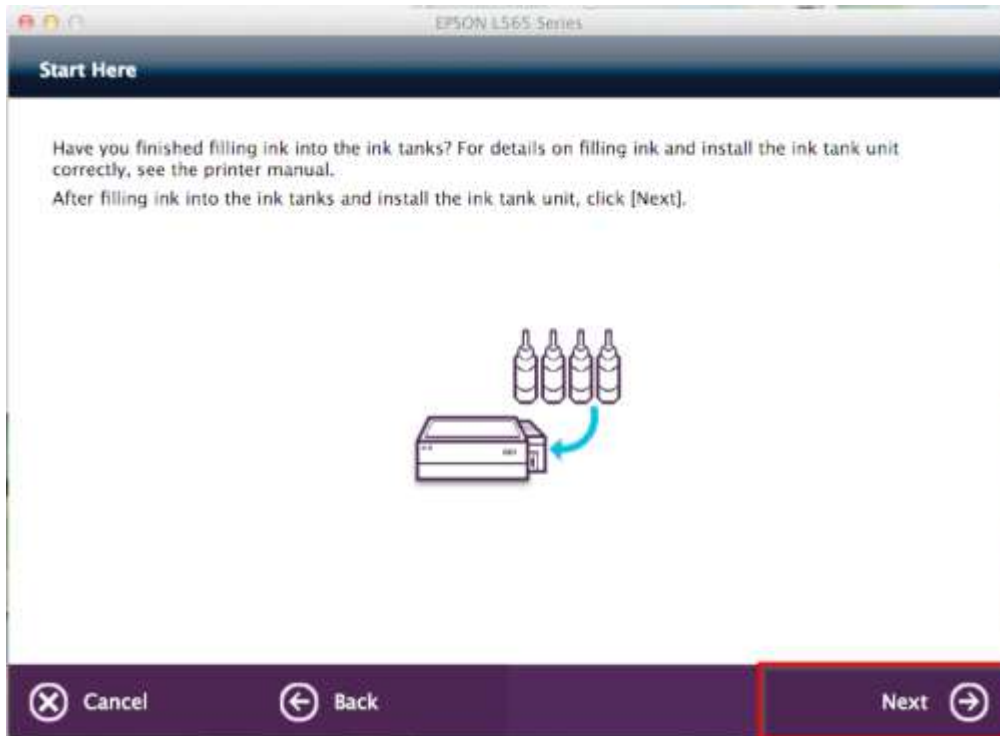 EPSON L565 Series
Start Here
Have you finished filling ink into the ink tanks? For details on filling ink and install the ink tank unit
correctly, see the printer manual.
After filling ink into the ink tanks and install the ink tank unit, click [Next].
Cancel
Back
Next